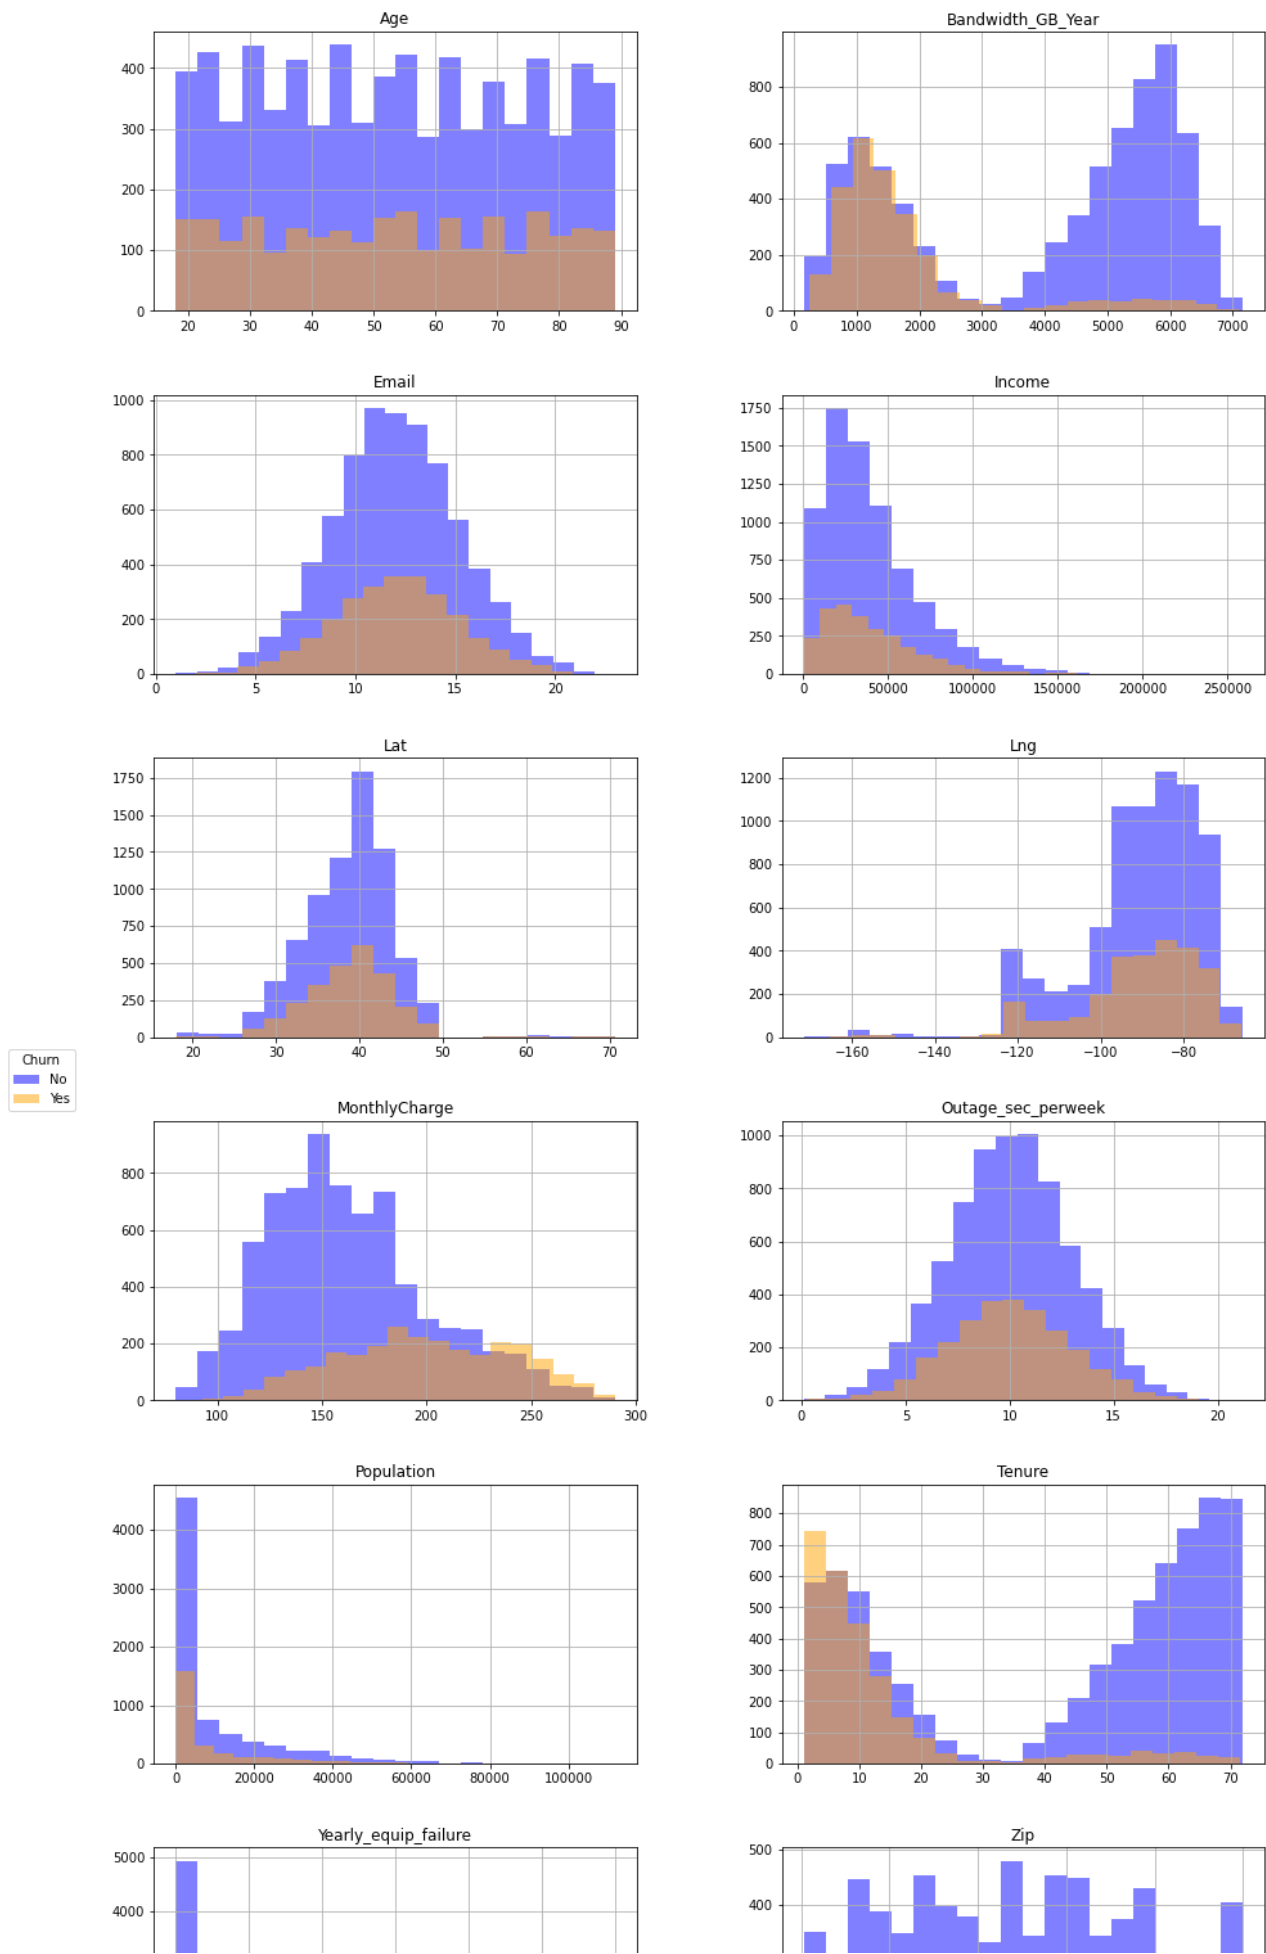 Age
400
300
200
100
0
20 30 40 50 60 70 80 90
Bandwidth_GB_Year
800
600
400
200
0
0 1000 2000 3000 4000 5000 6000 7000
Email
1000
800
600
400
200
0
0 5 10 15 20
Income
1750
1500
1250
1000
750
500
250
0
0 50000 100000 150000 200000 250000
Lat
1750
1500
1250
1000
750
500
250
0
20 30 40 50 60 70
Lng
1200
1000
800
600
400
200
0
−160 −140 −120 −100 −80
Churn
No
Yes
MonthlyCharge
800
600
400
200
0
100 150 200 250 300
Outage_sec_perweek
1000
800
600
400
200
0
0 5 10 15 20
Population
4000
3000
2000
1000
0
0 20000 40000 60000 80000 100000
Tenure
800
700
600
500
400
300
200
100
0
0 10 20 30 40 50 60 70
Yearly_equip_failure
5000
4000
Zip
500
400